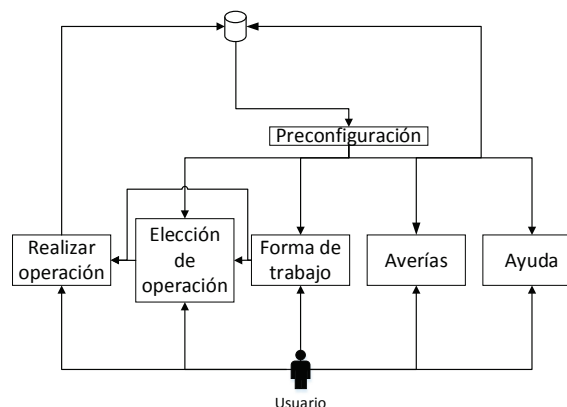 Preconfiguración
Realizar
operación
Elección
de
operación
Forma de
trabajo
Averías
Ayuda
Usuario